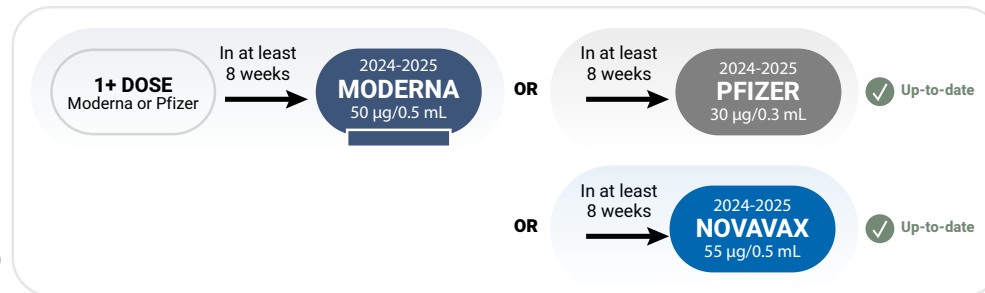 1+ DOSE
Moderna or Pfizer
In at least
8 weeks
2024-2025
MODERNA
50 µg/0.5 mL
OR
In at least
8 weeks
2024-2025
PFIZER
30 µg/0.3 mL
Up-to-date
OR
In at least
8 weeks
2024-2025
NOVAVAX
55 µg/0.5 mL
Up-to-date